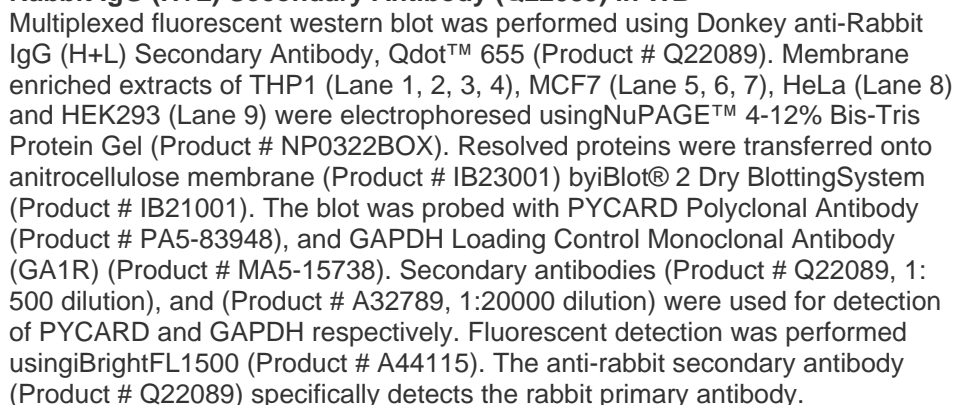 Rabbit IgG (H+L) Secondary Antibody (Q22089) in WB
Multiplexed fluorescent western blot was performed using Donkey anti-Rabbit
IgG (H+L) Secondary Antibody, Qdot™ 655 (Product # Q22089). Membrane
enriched extracts of THP1 (Lane 1, 2, 3, 4), MCF7 (Lane 5, 6, 7), HeLa (Lane 8)
and HEK293 (Lane 9) were electrophoresed usingNuPAGE™ 4-12% Bis-Tris
Protein Gel (Product # NP0322BOX). Resolved proteins were transferred onto
anitrocellulose membrane (Product # IB23001) byiBlot® 2 Dry BlottingSystem
(Product # IB21001). The blot was probed with PYCARD Polyclonal Antibody
(Product # PA5-83948), and GAPDH Loading Control Monoclonal Antibody
(GA1R) (Product # MA5-15738). Secondary antibodies (Product # Q22089, 1:
500 dilution), and (Product # A32789, 1:20000 dilution) were used for detection
of PYCARD and GAPDH respectively. Fluorescent detection was performed
usingiBrightFL1500 (Product # A44115). The anti-rabbit secondary antibody
(Product # Q22089) specifically detects the rabbit primary antibody.